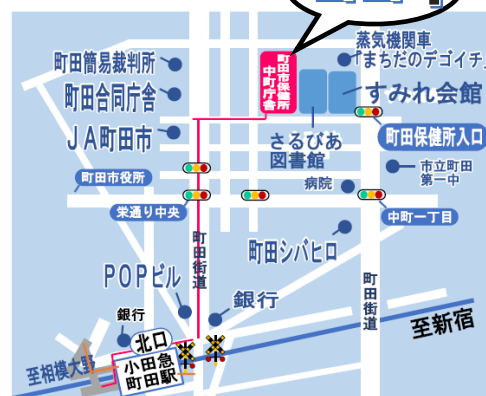 蒸気機関車
「まちだのデゴイチ」
町田市保健所
中町庁舎
町田簡易裁判所
町田合同庁舎
JA町田市
すみれ会館
さるびあ
図書館
町田保健所入口
町田市役所
病院
市立町田
第一中
栄通り中央
中町一丁目
町田街道
町田シバヒロ
町田街道
POPビル
銀行
銀行
北口
至新宿
小田急
町田駅
至相模大野